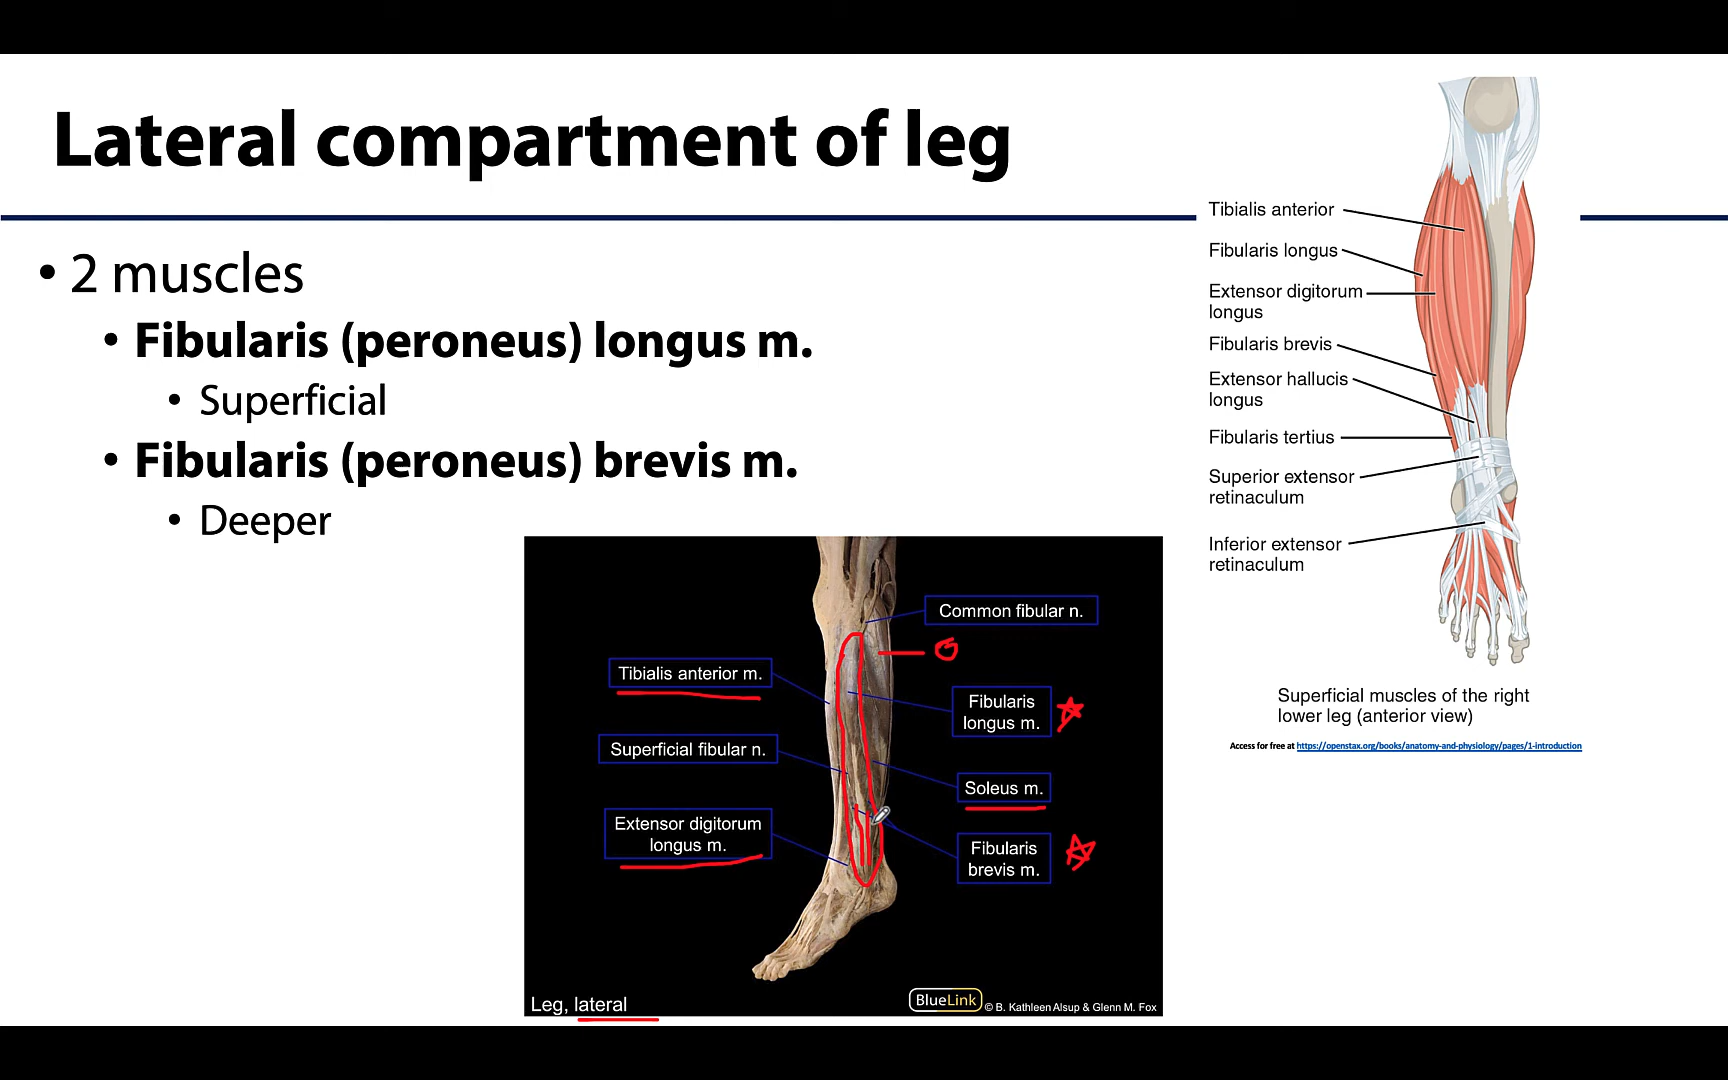 Lateral compartment of leg
• 2 muscles
• Fibularis (peroneus) longus m.
• Superficial
• Fibularis (peroneus) brevis m.
• Deeper
Tibialis anterior
Fibularis longus
Extensor digitorum
longus
Fibularis brevis
Extensor hallucis
longus
Fibularis tertius
Superior extensor
retinaculum
Inferior extensor
retinaculum
Superficial muscles of the right
lower leg (anterior view)
Access for free at https://openstax.org/books/anatomy-and-physiology/pages/1-introduction
Common fibular n.
G
Tibialis anterior m.
Fibularis
longus m.
Superficial fibular n.
Soleus m.
Extensor digitorum
longus m.
Fibularis
brevis m.
Leg, lateral
BlueLink
© B. Kathleen Alsup & Glenn M. Fox